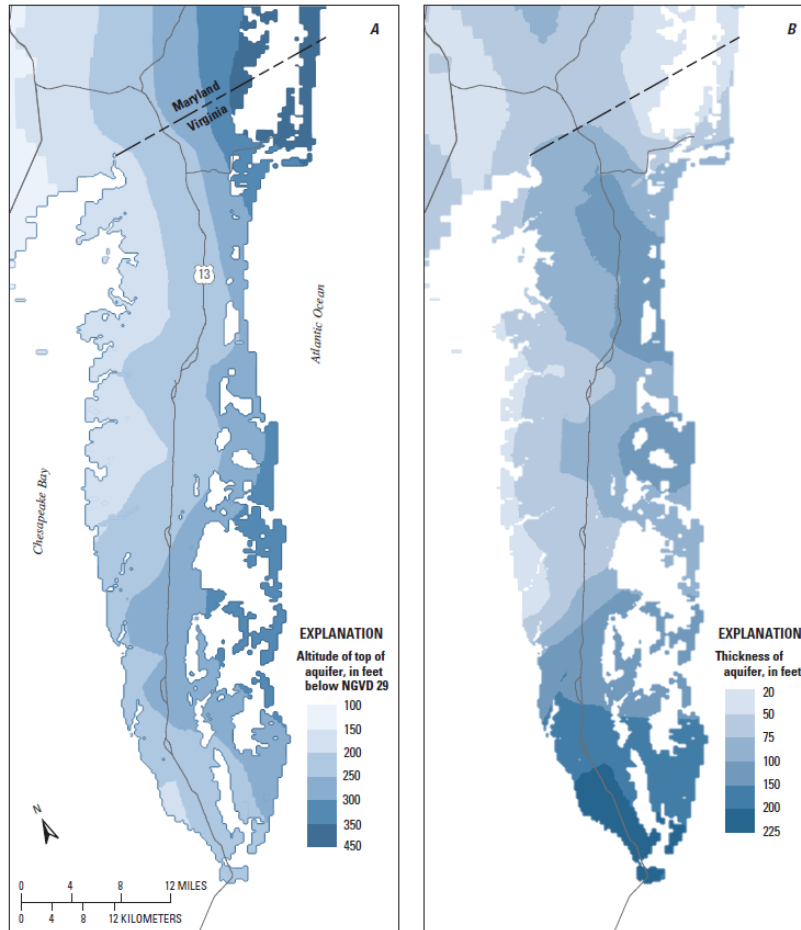 A
Maryland
Virginia
13
Atlantic Ocean
Chesapeake Bay
EXPLANATION
Altitude of top of
aquifer, in feet
below NGVD 29
100
150
200
250
300
350
450
N
0 4 8 12 MILES
0 4 8 12 KILOMETERS
B
EXPLANATION
Thickness of
aquifer, in feet
20
50
75
100
150
200
225